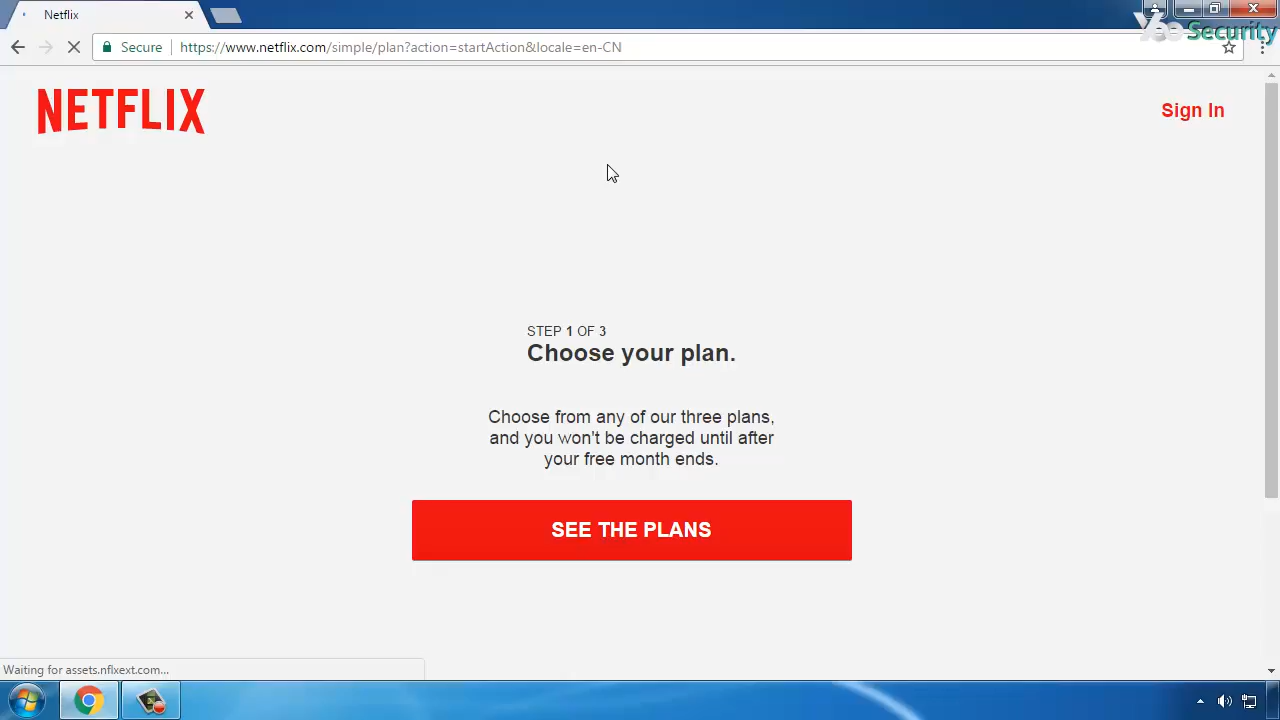 Netflix
Yoo Security
Secure
https://www.netflix.com/simple/plan?action=startAction&locale=en-CN
NETFLIX
Sign In
STEP 1 OF 3
Choose your plan.
Choose from any of our three plans,
and you won't be charged until after
your free month ends.
SEE THE PLANS
Waiting for assets.nflxext.com...